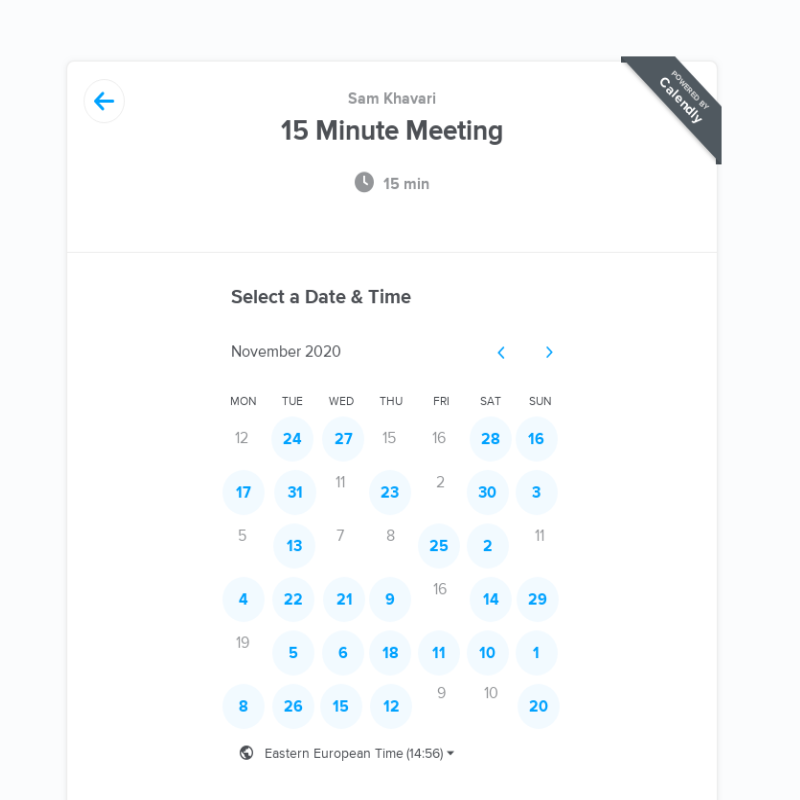 POWERED BY
Calendly
Sam Khavari
15 Minute Meeting
15 min
Select a Date & Time
November 2020
MON TUE WED THU FRI SAT SUN
12 24 27 15 16 28 16
17 31 11 23 2 30 3
5 13 7 8 25 2 11
4 22 21 9 16 14 29
19 5 6 18 11 10 1
8 26 15 12 9 10 20
Eastern European Time (14:56)